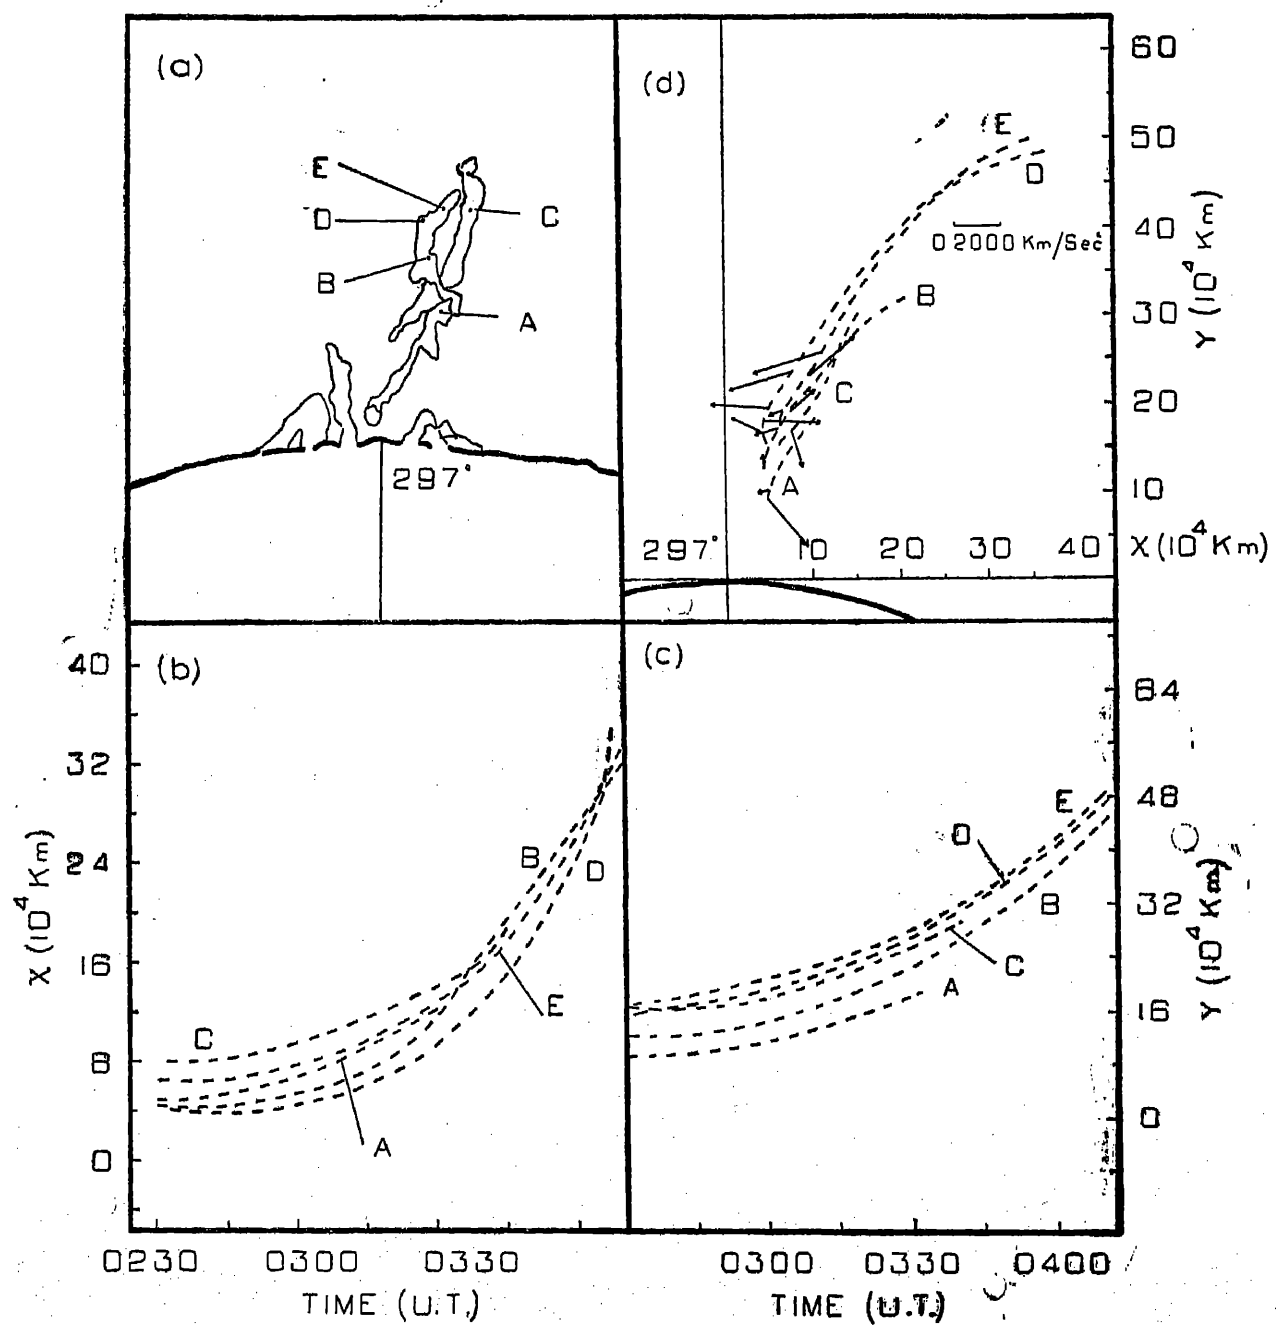 (a)
E
D
C
B
A
297°
(d)
60
E
50
D
40
0 2000 Km/Sec
B
30
Y (10⁴ Km)
C
20
A
10
297°
10 20 30 40 X (10⁴ Km)
(b)
40
32
24
16
8
0
X (10⁴ Km)
B
D
E
C
A
0230 0300 0330
TIME (U.T.)
(c)
64
48
32
16
0
Y (10⁴ Km)
E
D
B
C
A
0300 0330 0400
TIME (U.T.)